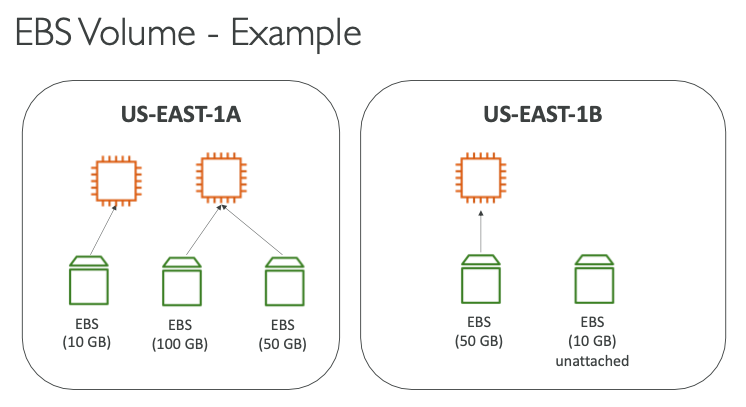 EBS Volume - Example
US-EAST-1A
US-EAST-1B
EBS
(10 GB)
EBS
(100 GB)
EBS
(50 GB)
EBS
(50 GB)
EBS
(10 GB)
unattached